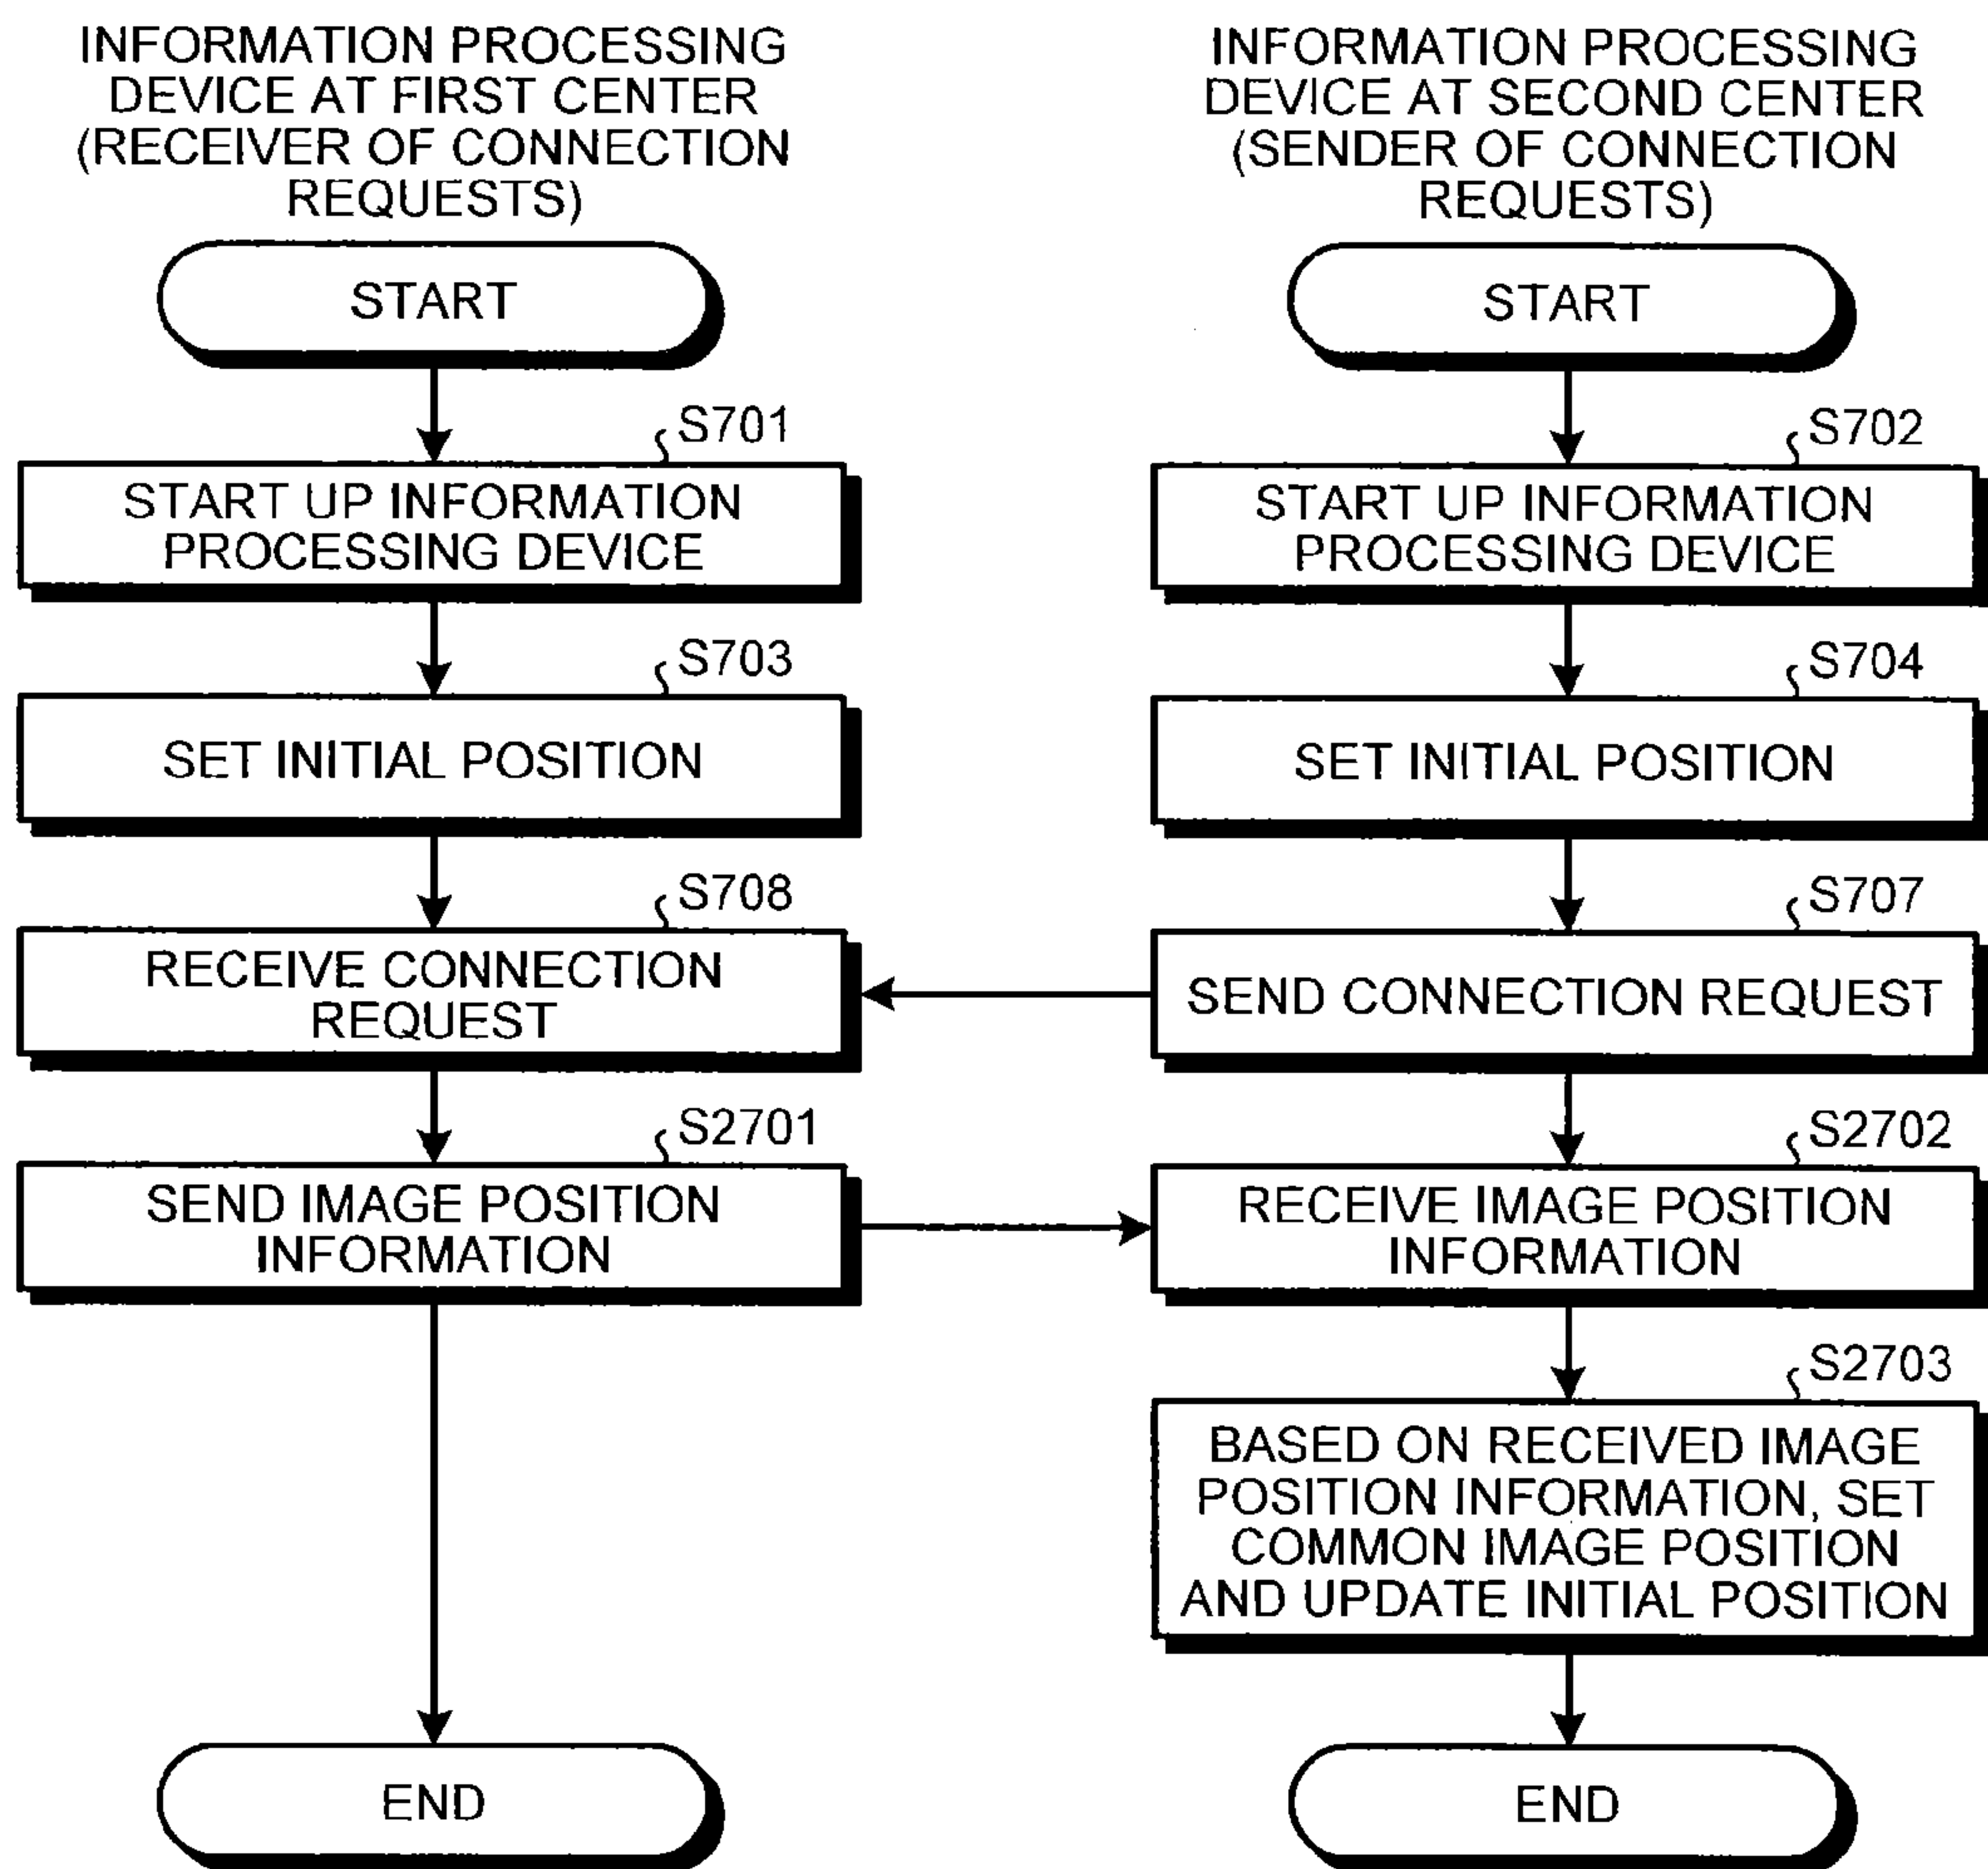 INFORMATION PROCESSING
DEVICE AT FIRST CENTER
(RECEIVER OF CONNECTION
REQUESTS)
START
S701
START UP INFORMATION
PROCESSING DEVICE
S703
SET INITIAL POSITION
S708
RECEIVE CONNECTION
REQUEST
S2701
SEND IMAGE POSITION
INFORMATION
END
INFORMATION PROCESSING
DEVICE AT SECOND CENTER
(SENDER OF CONNECTION
REQUESTS)
START
S702
START UP INFORMATION
PROCESSING DEVICE
S704
SET INITIAL POSITION
S707
SEND CONNECTION REQUEST
S2702
RECEIVE IMAGE POSITION
INFORMATION
S2703
BASED ON RECEIVED IMAGE
POSITION INFORMATION, SET
COMMON IMAGE POSITION
AND UPDATE INITIAL POSITION
END